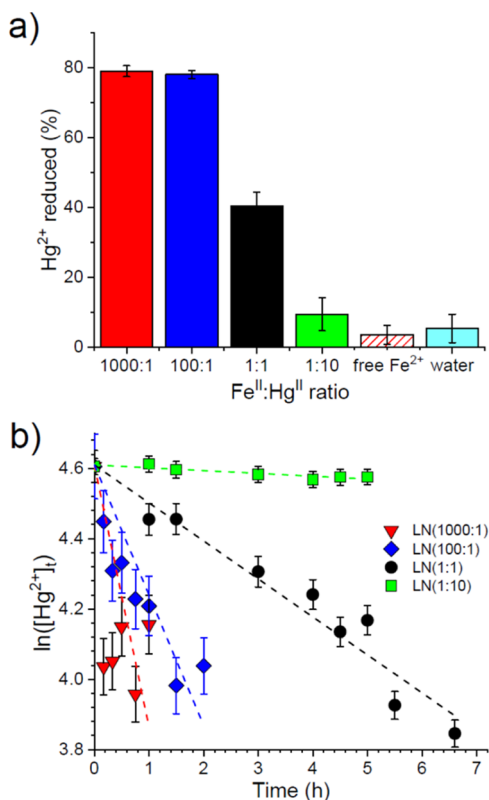 a)
80
60
40
20
0
Hg²⁺ reduced (%)
1000:1 100:1 1:1 1:10 free Fe²⁺ water
Feᴵᴵ:Hgᴵᴵ ratio
b)
4.6
4.4
4.2
4.0
3.8
ln([Hg²⁺]ₜ)
LN(1000:1)
LN(100:1)
LN(1:1)
LN(1:10)
0 1 2 3 4 5 6 7
Time (h)